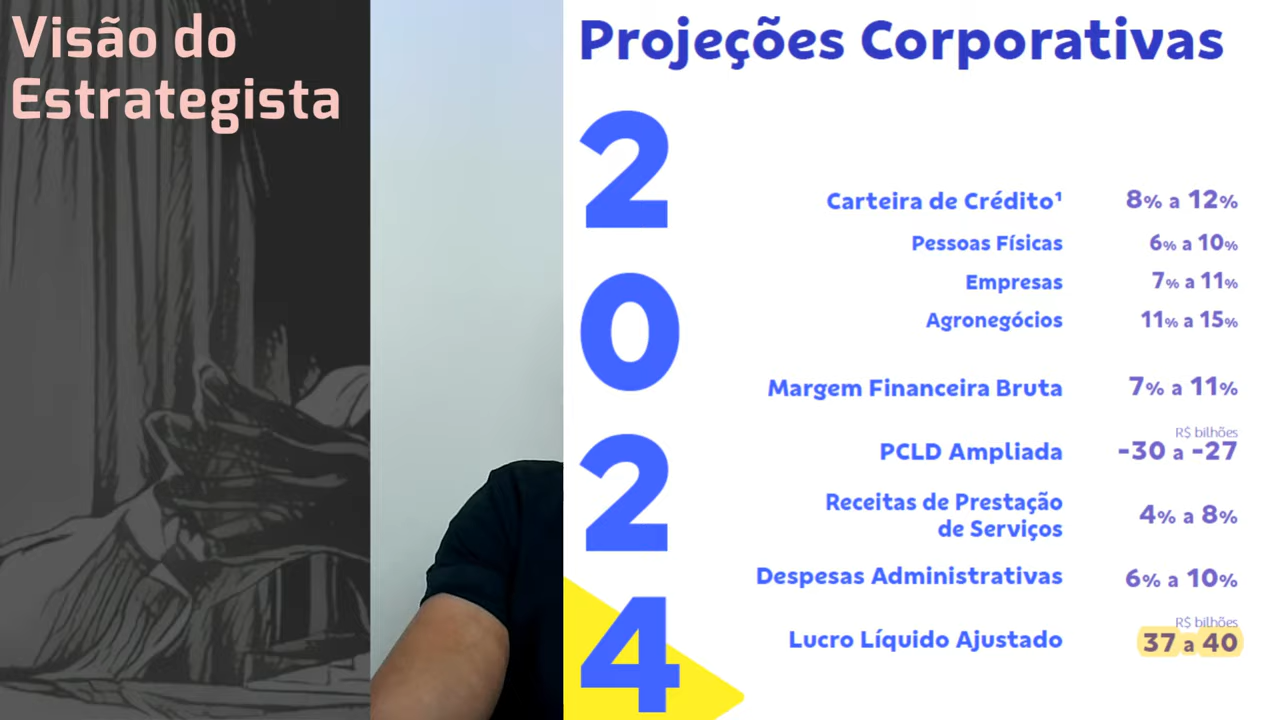 Visão do
Estrategista
Projeções Corporativas
2
0
2
4
Carteira de Crédito¹ 8% a 12%
Pessoas Físicas 6% a 10%
Empresas 7% a 11%
Agronegócios 11% a 15%
Margem Financeira Bruta 7% a 11%
R$ bilhões
PCLD Ampliada -30 a -27
Receitas de Prestação
de Serviços 4% a 8%
Despesas Administrativas 6% a 10%
R$ bilhões
Lucro Líquido Ajustado 37 a 40